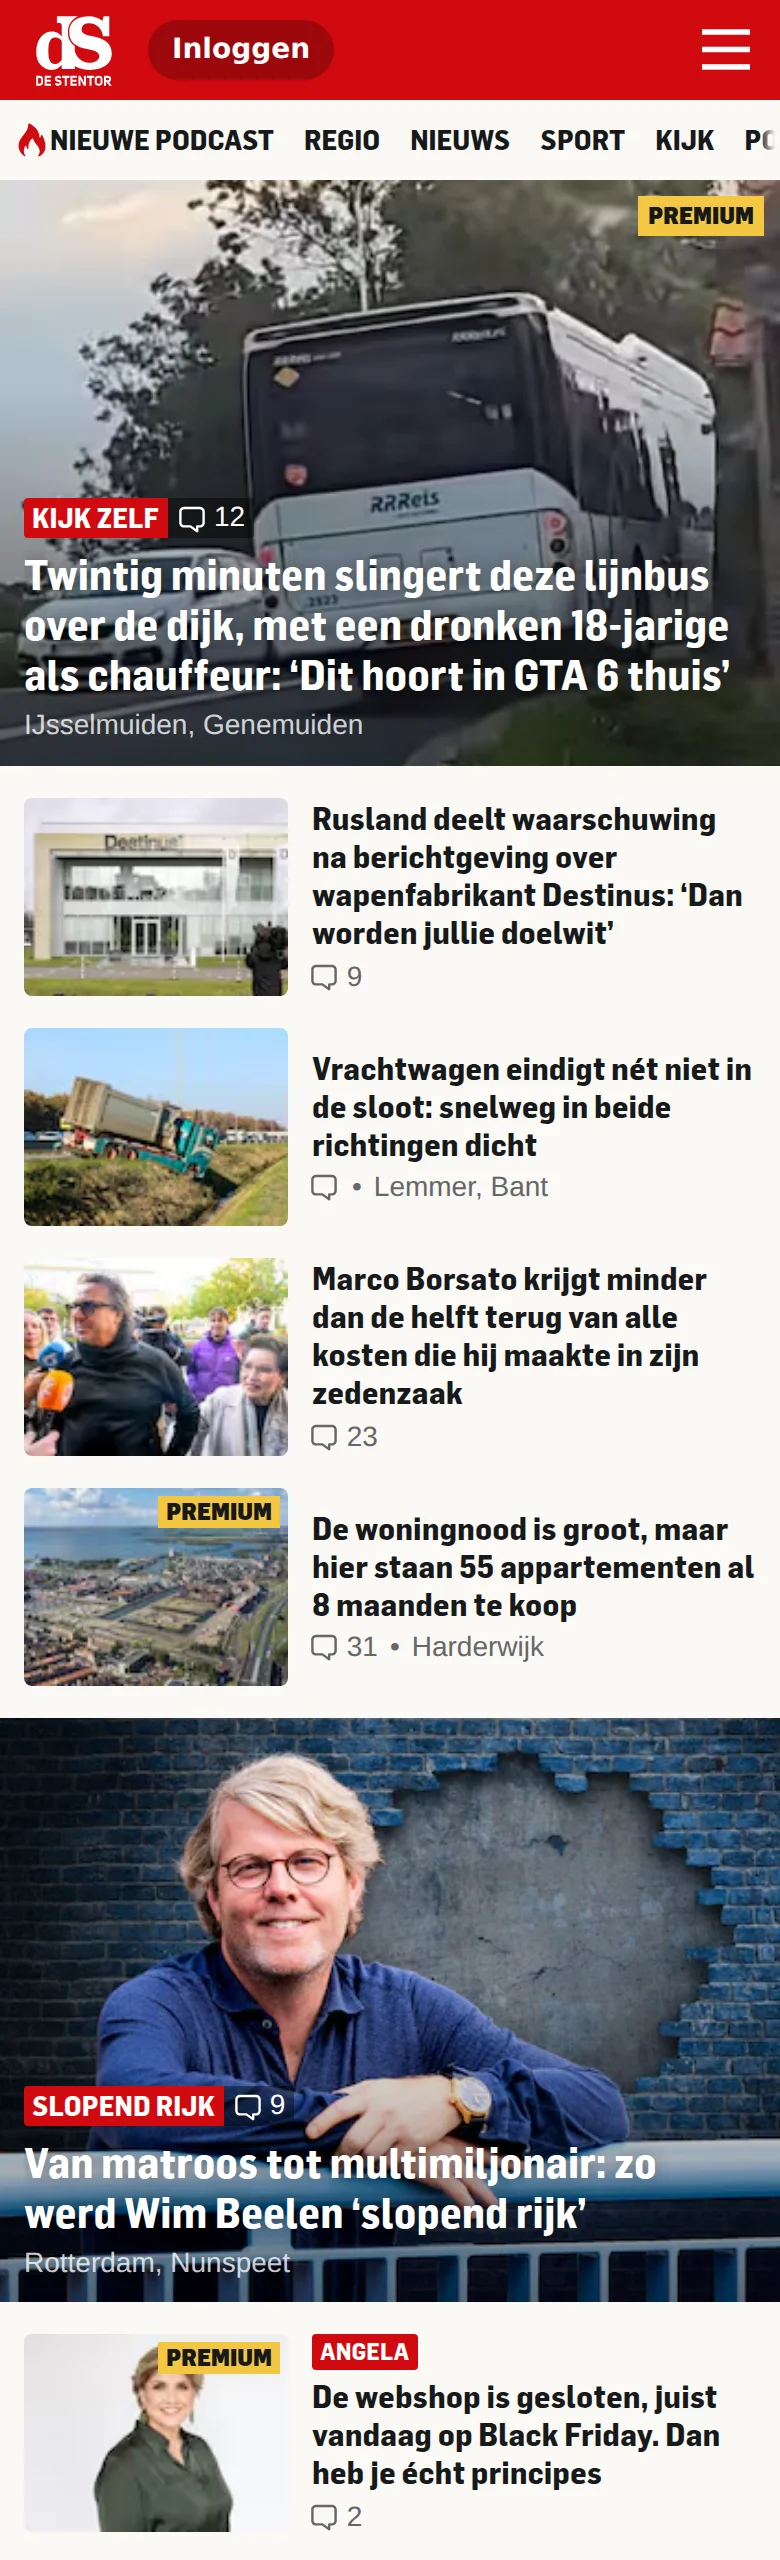 dS
DE STENTOR
Inloggen
NIEUWE PODCAST REGIO NIEUWS SPORT KIJK
PREMIUM
RRReis
KIJK ZELF 12
Twintig minuten slingert deze lijnbus
over de dijk, met een dronken 18-jarige
als chauffeur: ‘Dit hoort in GTA 6 thuis’
IJsselmuiden, Genemuiden
Destinus
Rusland deelt waarschuwing
na berichtgeving over
wapenfabrikant Destinus: ‘Dan
worden jullie doelwit’
9
Vrachtwagen eindigt nét niet in
de sloot: snelweg in beide
richtingen dicht
• Lemmer, Bant
Marco Borsato krijgt minder
dan de helft terug van alle
kosten die hij maakte in zijn
zedenzaak
23
PREMIUM
De woningnood is groot, maar
hier staan 55 appartementen al
8 maanden te koop
31 • Harderwijk
SLOPEND RIJK 9
Van matroos tot multimiljonair: zo
werd Wim Beelen ‘slopend rijk’
Rotterdam, Nunspeet
PREMIUM
ANGELA
De webshop is gesloten, juist
vandaag op Black Friday. Dan
heb je écht principes
2